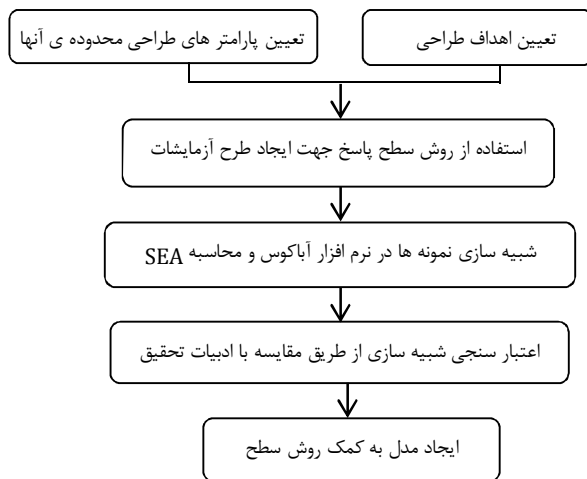 تعیین اهداف طراحی
تعیین پارامتر های طراحی محدوده ی آنها
استفاده از روش سطح پاسخ جهت ایجاد طرح آزمایشات
شبیه سازی نمونه ها در نرم افزار آباکوس و محاسبه SEA
اعتبار سنجی شبیه سازی از طریق مقایسه با ادبیات تحقیق
ایجاد مدل به کمک روش سطح